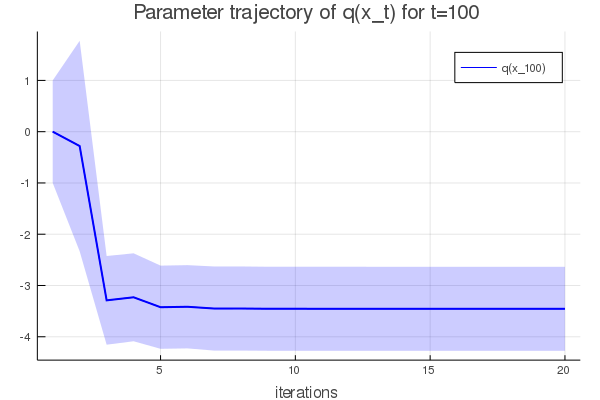 Parameter trajectory of q(x_t) for t=100
q(x_100)
1
0
-1
-2
-3
-4
5 10 15 20
iterations